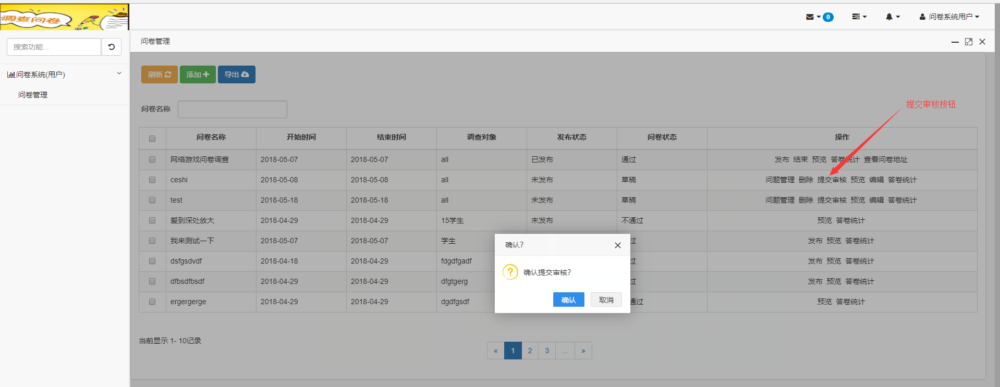 调查问卷
0
问卷系统用户
搜索功能...
问卷管理
问卷系统(用户)
问卷管理
刷新 添加 导出
提交审核按钮
问卷名称
问卷名称 开始时间 结束时间 调查对象 发布状态 问卷状态 操作
网络游戏问卷调查 2018-05-07 2018-05-07 all 已发布 通过 发布 结束 预览 答卷统计 查看问卷地址
ceshi 2018-05-08 2018-05-08 all 未发布 草稿 问题管理 删除 提交审核 预览 编辑 答卷统计
test 2018-05-18 2018-05-18 all 未发布 草稿 问题管理 删除 提交审核 预览 编辑 答卷统计
爱到深处放大 2018-04-29 2018-04-29 15学生 未发布 不通过 预览 答卷统计
我来测试一下 2018-05-07 2018-05-07 学生 过 发布 预览 答卷统计
dsfgsdvdf 2018-04-18 2018-04-29 fdgdfgadf 过 发布 预览 答卷统计
dfbsdfbsdf 2018-04-29 2018-04-29 dfgtgerg 过 发布 预览 答卷统计
ergergerge 2018-04-29 2018-04-29 dgdfgsdf 通过 预览 答卷统计
确认?
确认提交审核?
确认 取消
当前显示 1- 10记录
« 1 2 3 ... »